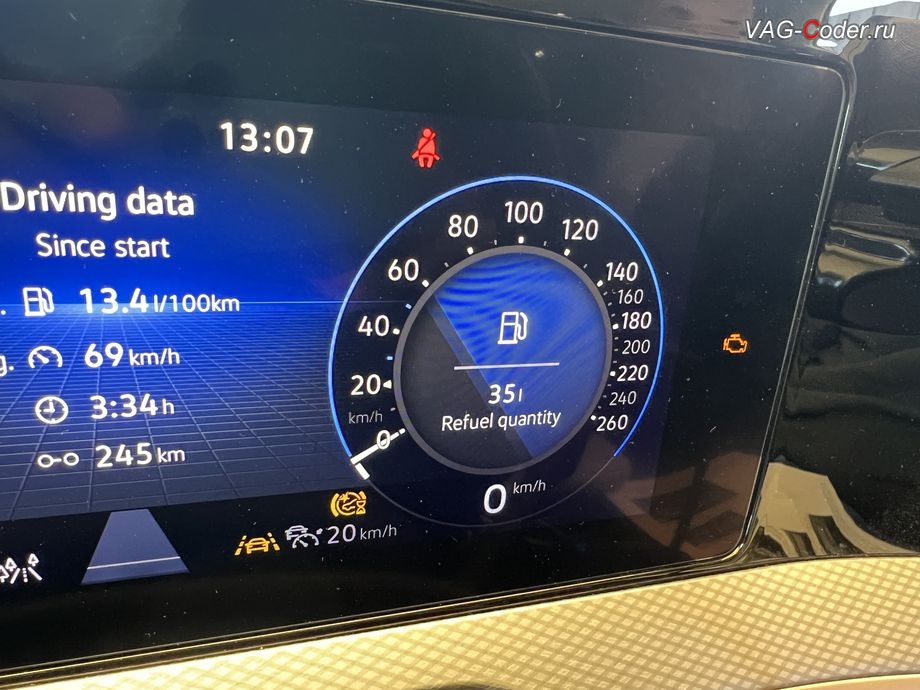 VAG-Coder.ru
13:07
Driving data
Since start
13.4 l/100km
69 km/h
3:34 h
245 km
80 100 120
60 140
160
40 180
200
20 220
240
km/h 260
0
35 l
Refuel quantity
0 km/h
20 km/h